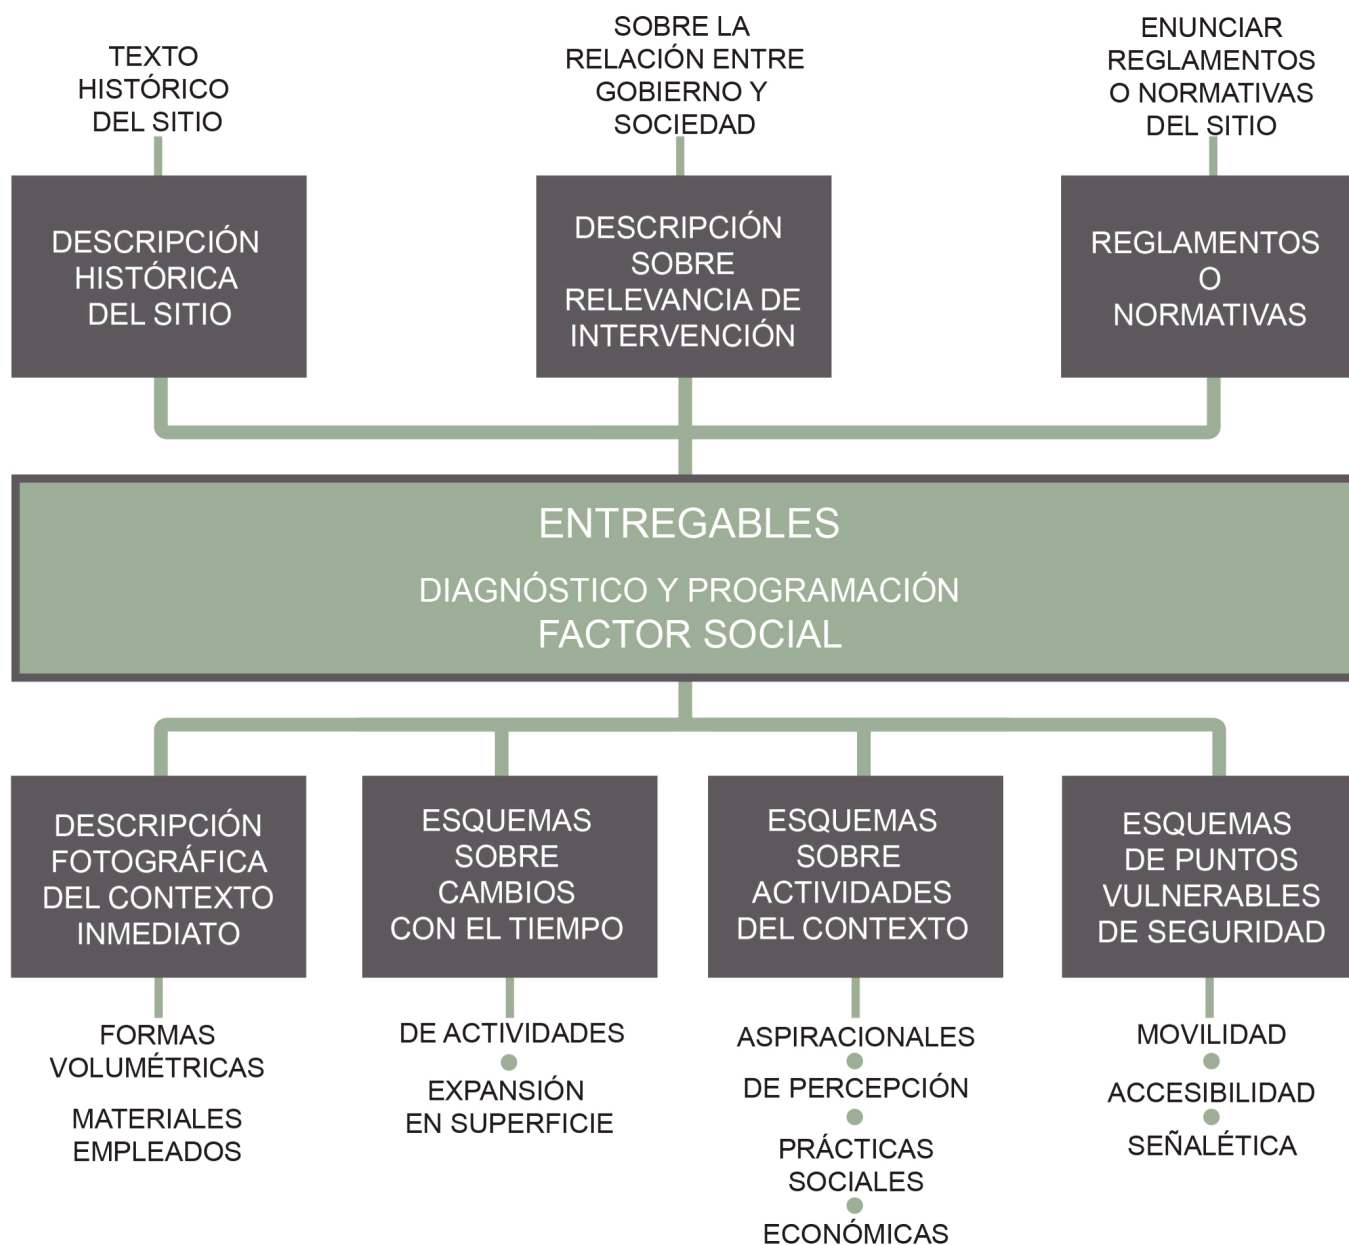 TEXTO
HISTÓRICO
DEL SITIO
SOBRE LA
RELACIÓN ENTRE
GOBIERNO Y
SOCIEDAD
ENUNCIAR
REGLAMENTOS
O NORMATIVAS
DEL SITIO
DESCRIPCIÓN
HISTÓRICA
DEL SITIO
DESCRIPCIÓN
SOBRE
RELEVANCIA DE
INTERVENCIÓN
REGLAMENTOS
O
NORMATIVAS
ENTREGABLES
DIAGNÓSTICO Y PROGRAMACIÓN
FACTOR SOCIAL
DESCRIPCIÓN
FOTOGRÁFICA
DEL CONTEXTO
INMEDIATO
ESQUEMAS
SOBRE
CAMBIOS
CON EL TIEMPO
ESQUEMAS
SOBRE
ACTIVIDADES
DEL CONTEXTO
ESQUEMAS
DE PUNTOS
VULNERABLES
DE SEGURIDAD
FORMAS
VOLUMÉTRICAS
MATERIALES
EMPLEADOS
DE ACTIVIDADES
EXPANSIÓN
EN SUPERFICIE
ASPIRACIONALES
DE PERCEPCIÓN
PRÁCTICAS
SOCIALES
ECONÓMICAS
MOVILIDAD
ACCESIBILIDAD
SEÑALÉTICA